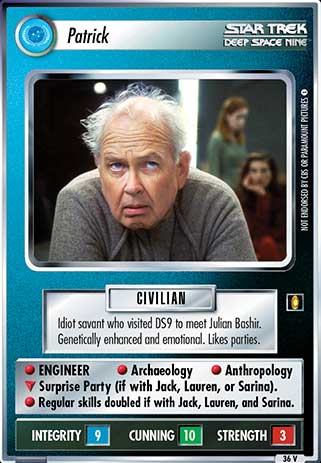 Patrick
STAR TREK
DEEP SPACE NINE
NOT ENDORSED BY CBS OR PARAMOUNT PICTURES
CIVILIAN
Idiot savant who visited DS9 to meet Julian Bashir.
Genetically enhanced and emotional. Likes parties.
ENGINEER Archaeology Anthropology
Surprise Party (if with Jack, Lauren, or Sarina).
Regular skills doubled if with Jack, Lauren, and Sarina.
INTEGRITY 9 CUNNING 10 STRENGTH 3
36 V